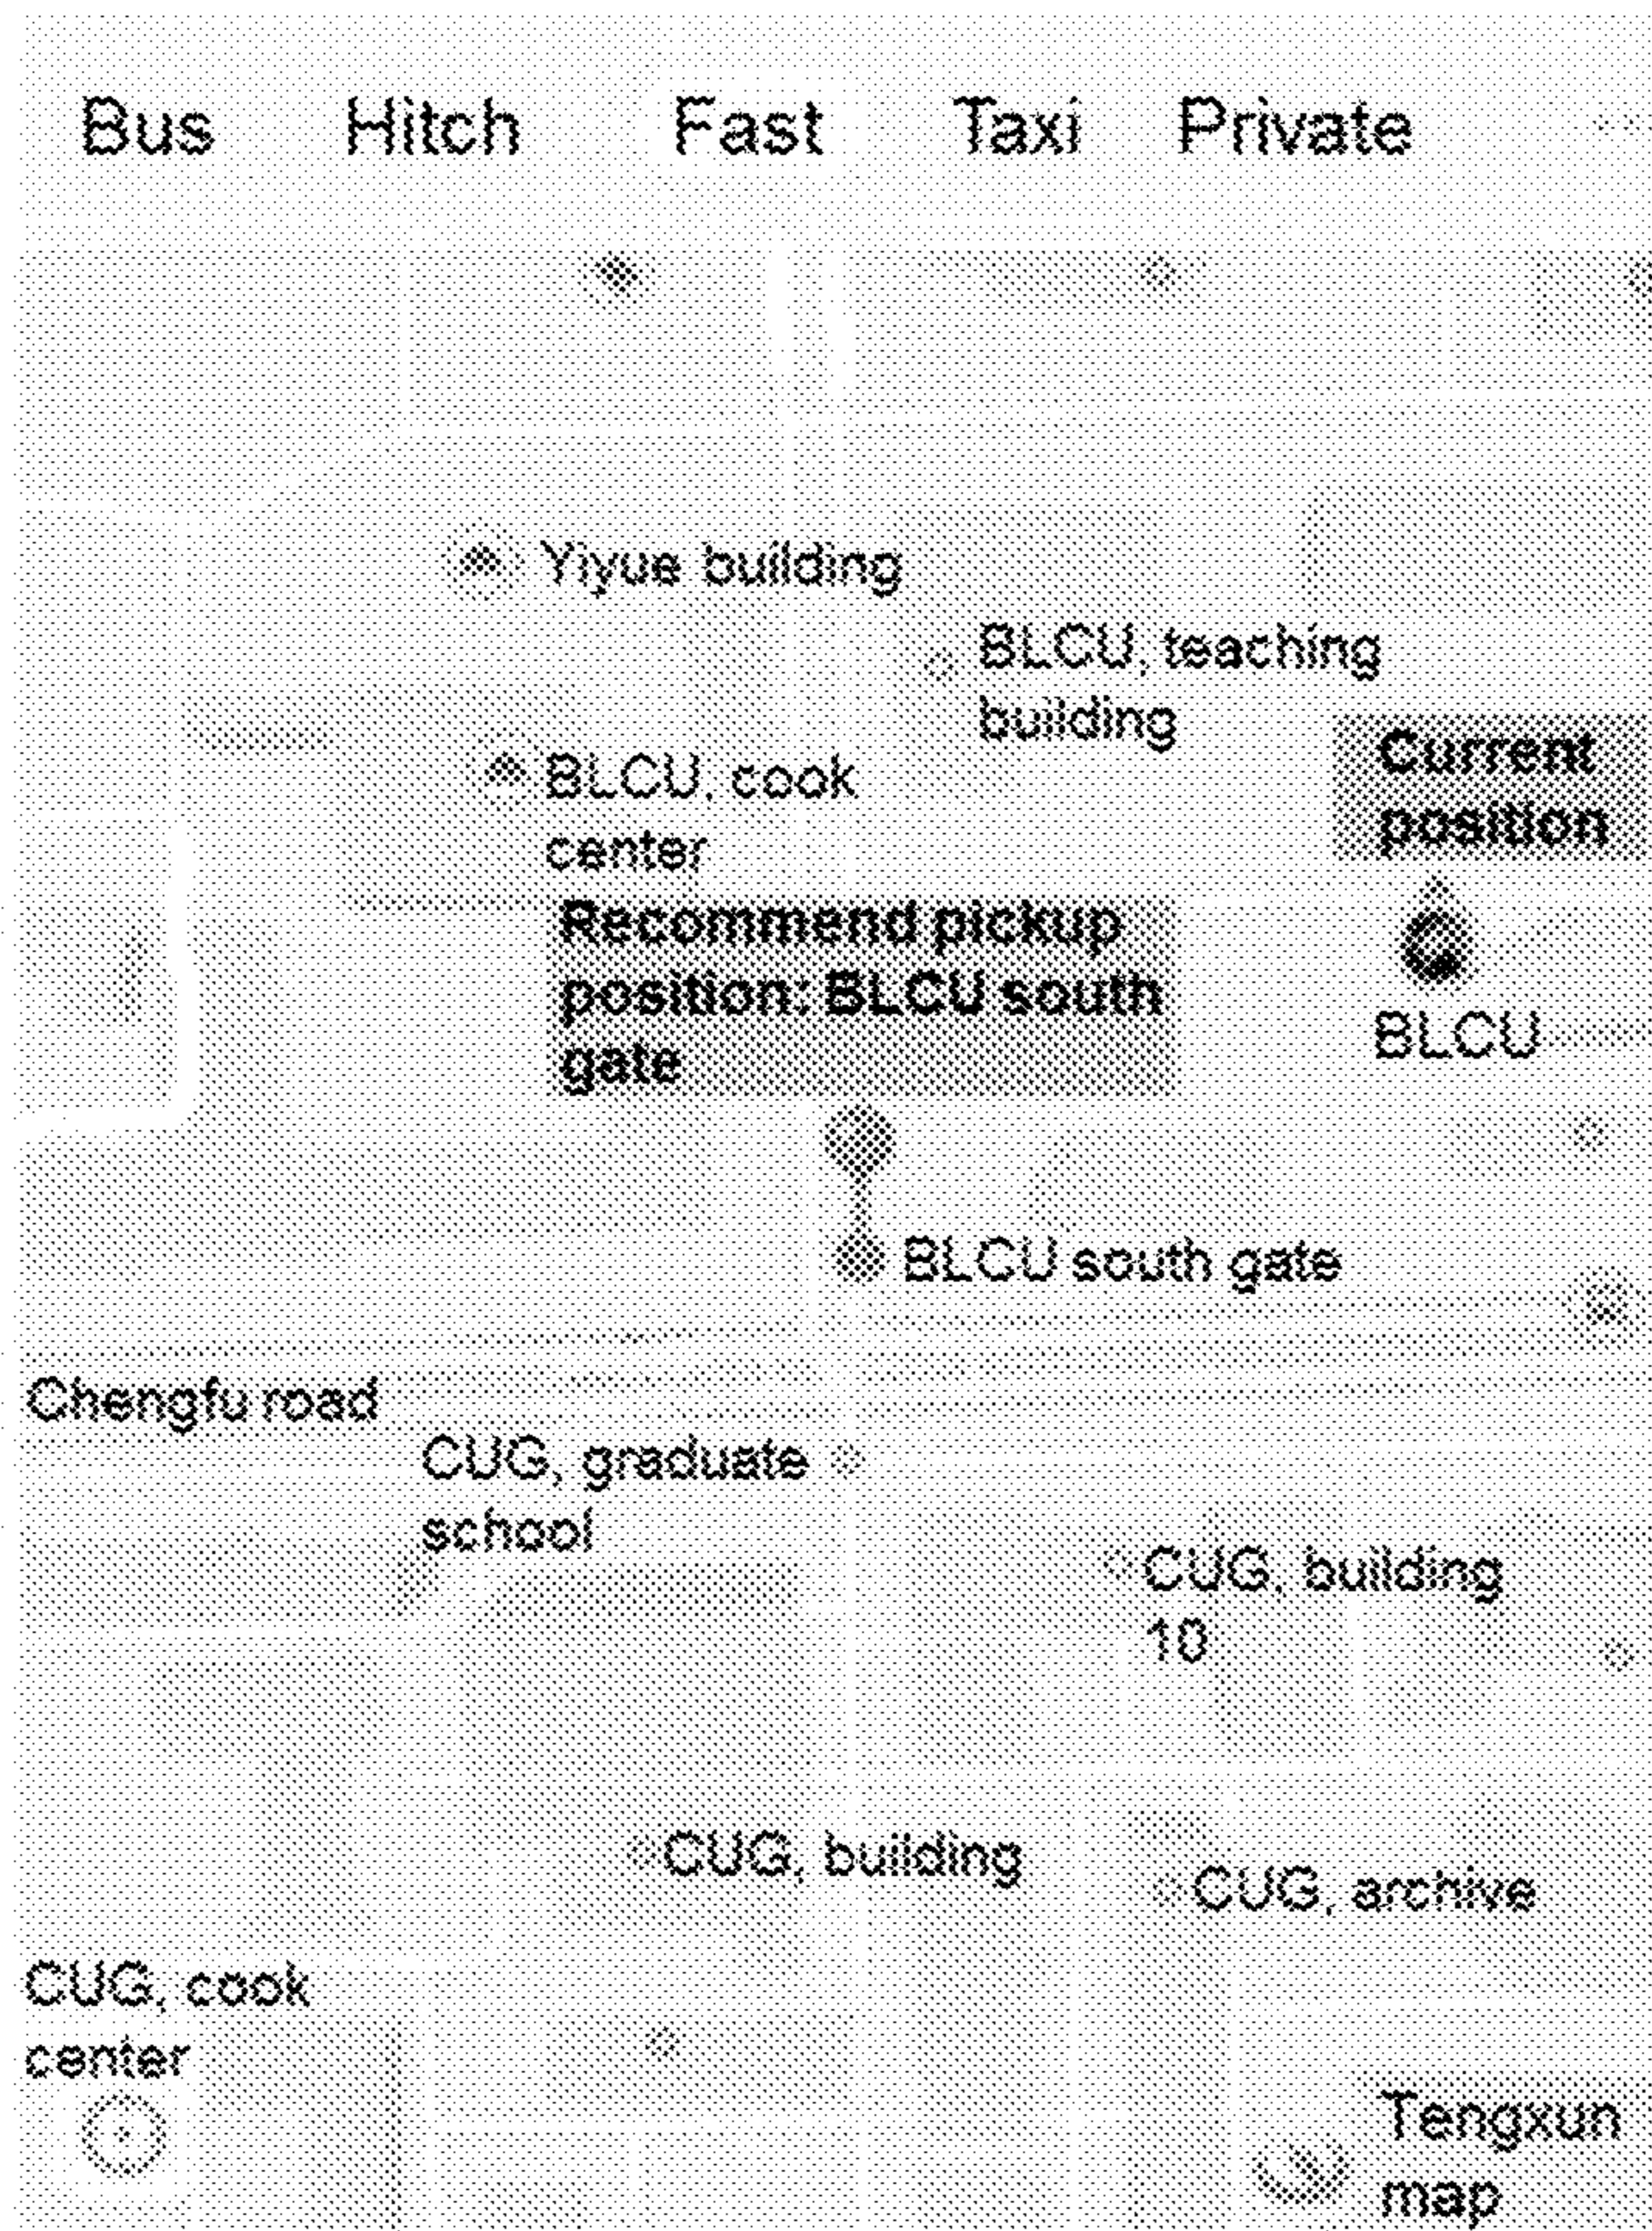 Bus Hitch Fast Taxi Private
Yiyue building
BLCU, teaching
building
Current
position
BLCU, cook
center
Recommend pickup
position: BLCU south
gate
BLCU
BLCU south gate
Chengfu road
CUG, graduate
school
CUG, building
10
CUG, building
CUG, archive
CUG, cook
center
Tengxun
map